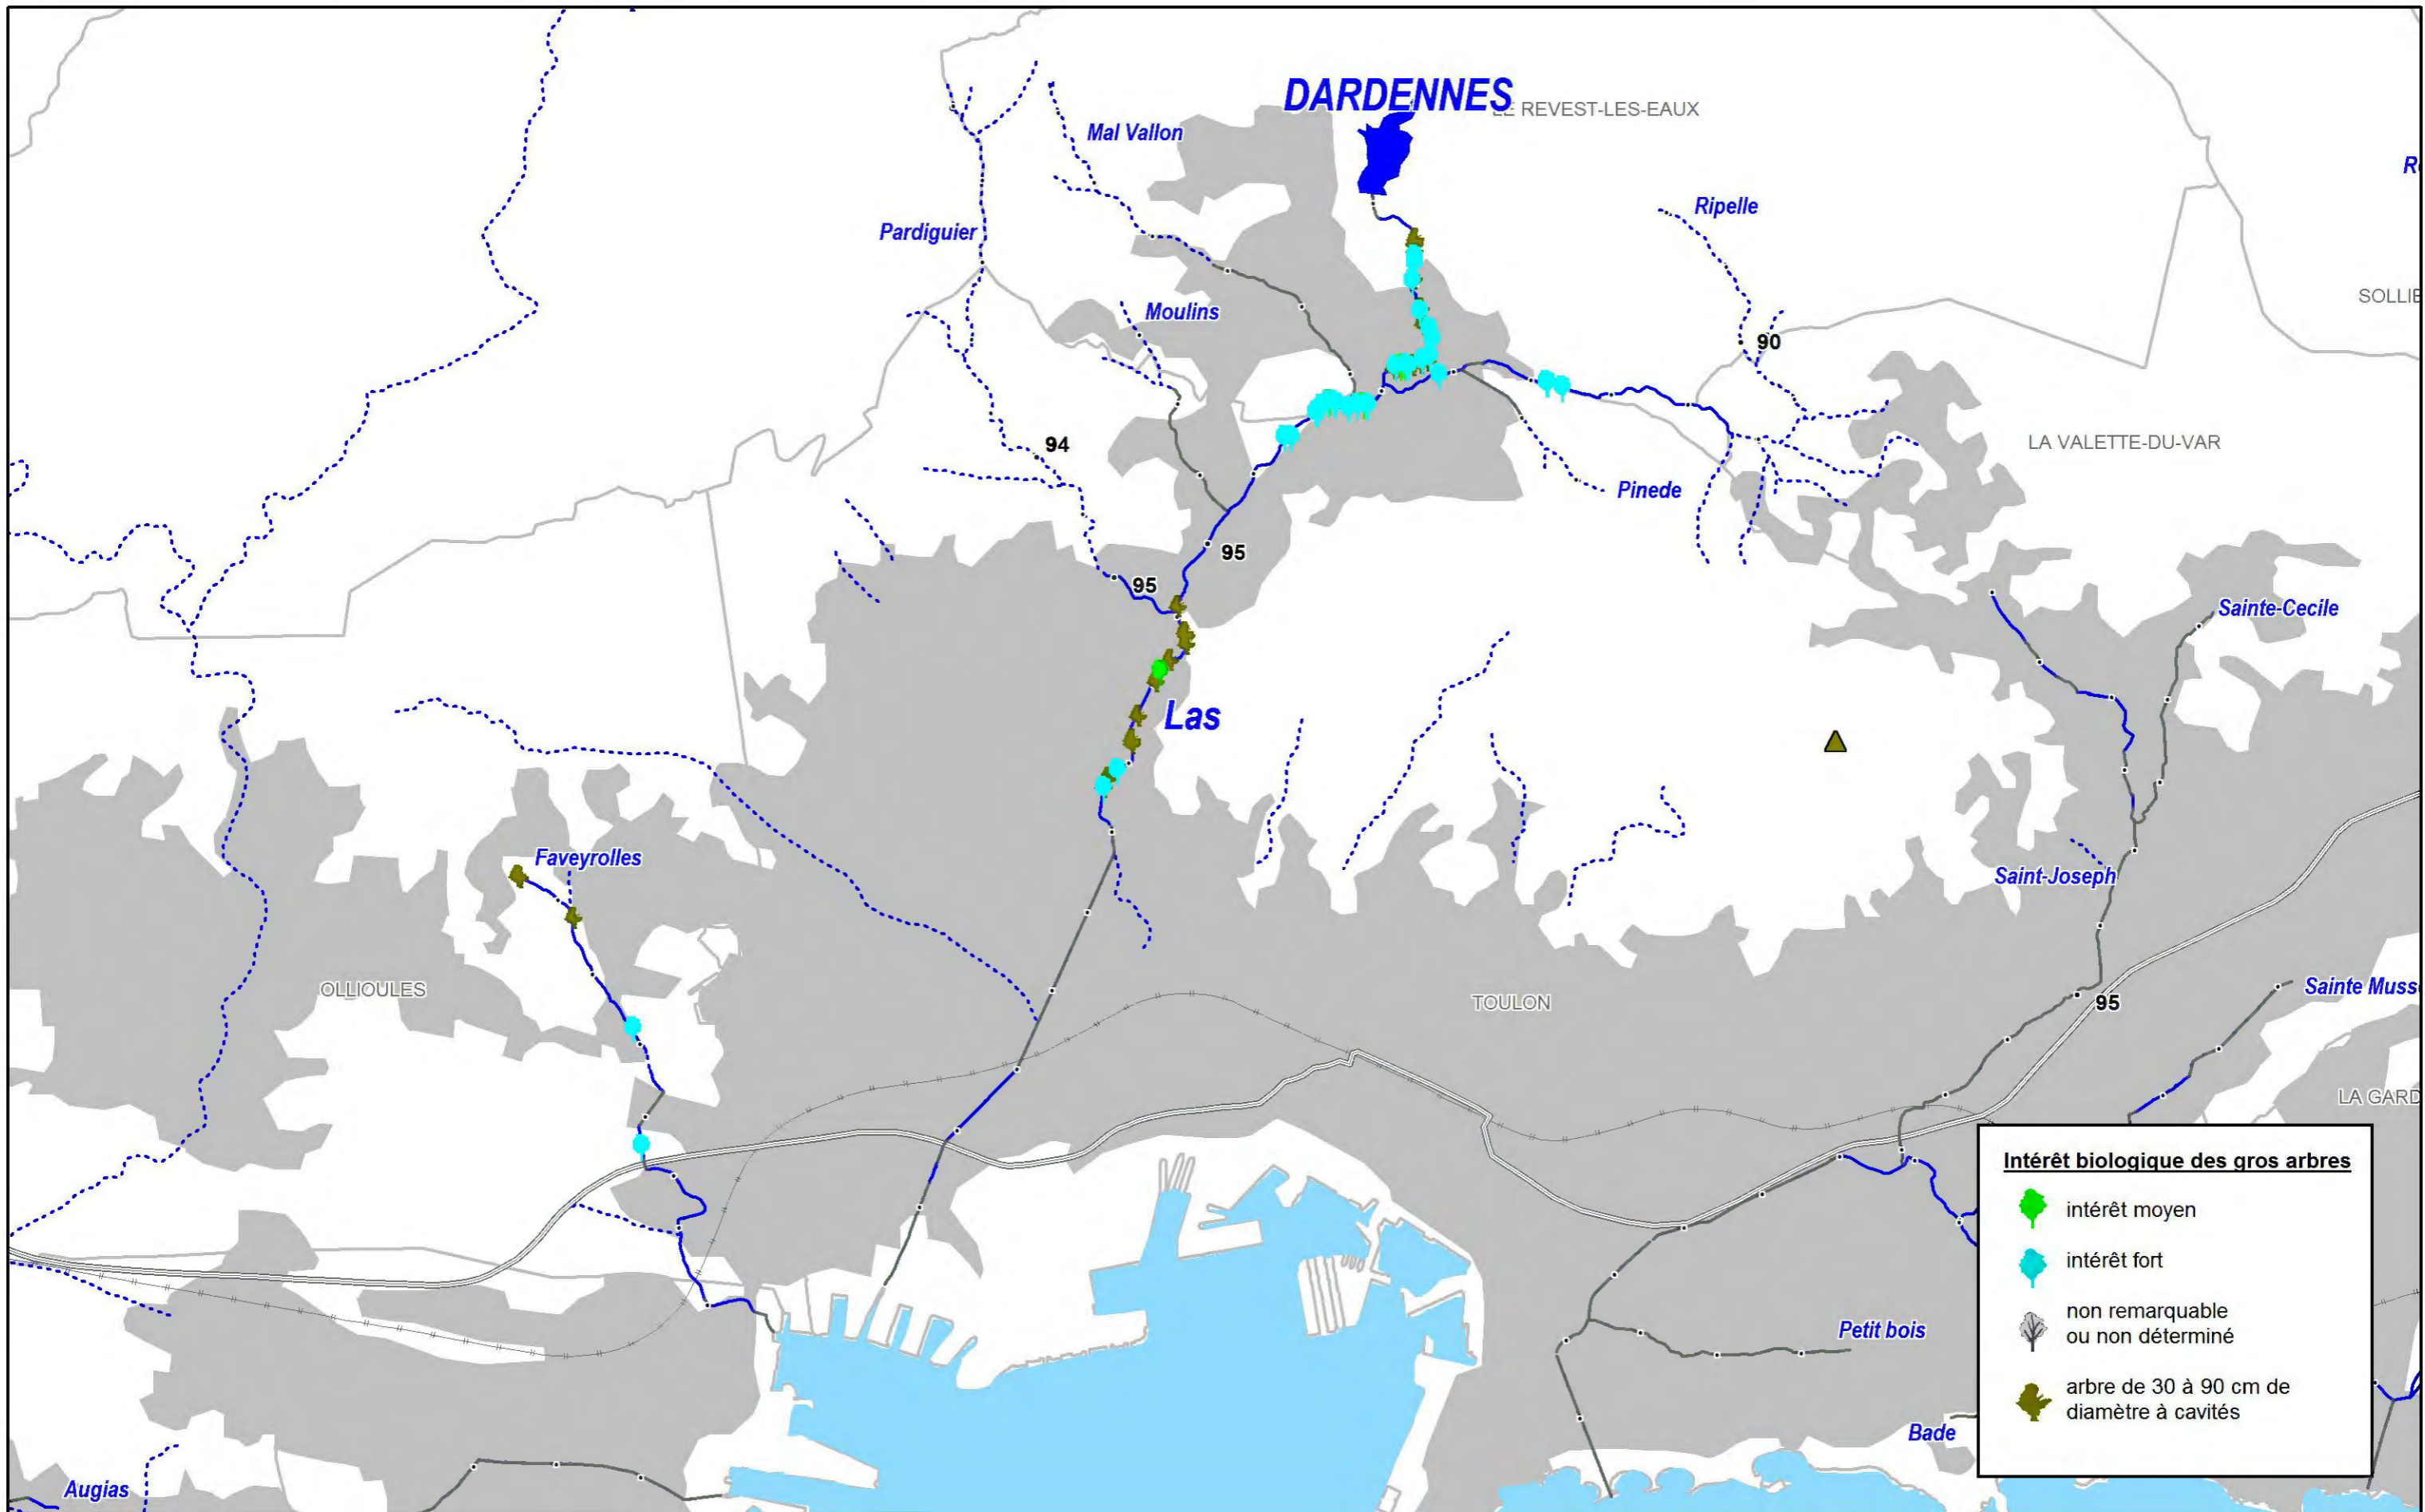 DARDENNES
LE REVEST-LES-EAUX
Mal Vallon
Ripelle
Pardiguier
SOLLIE
Moulins
90
94
LA VALETTE-DU-VAR
Pinede
95
95
Sainte-Cecile
Las
Faveyrolles
Saint-Joseph
OLLIOULES
TOULON
Sainte Muss
95
LA GARD
Intérêt biologique des gros arbres
intérêt moyen
intérêt fort
non remarquable
ou non déterminé
arbre de 30 à 90 cm de
diamètre à cavités
Petit bois
Bade
Augias